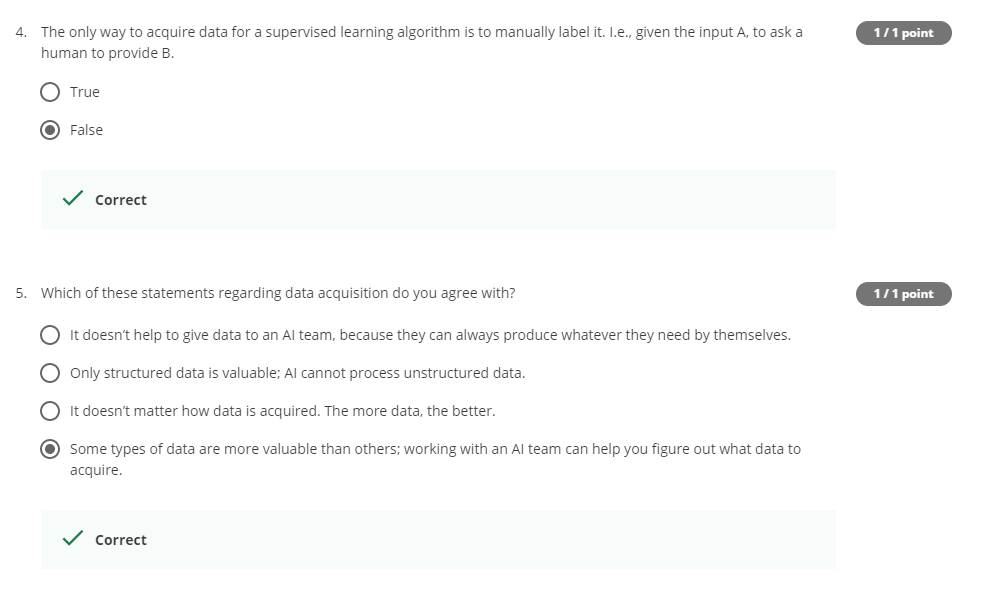 4. The only way to acquire data for a supervised learning algorithm is to manually label it. I.e., given the input A, to ask a
human to provide B.
1 / 1 point
True
False
Correct
5. Which of these statements regarding data acquisition do you agree with?
1 / 1 point
It doesn’t help to give data to an AI team, because they can always produce whatever they need by themselves.
Only structured data is valuable; AI cannot process unstructured data.
It doesn’t matter how data is acquired. The more data, the better.
Some types of data are more valuable than others; working with an AI team can help you figure out what data to
acquire.
Correct